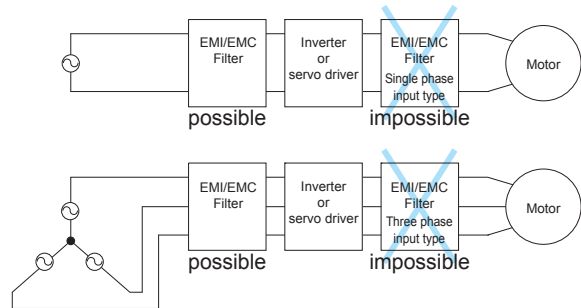 EMI/EMC
Filter
possible
Inverter
or
servo driver
EMI/EMC
Filter
Single phase
input type
impossible
Motor
EMI/EMC
Filter
possible
Inverter
or
servo driver
EMI/EMC
Filter
Three phase
input type
impossible
Motor